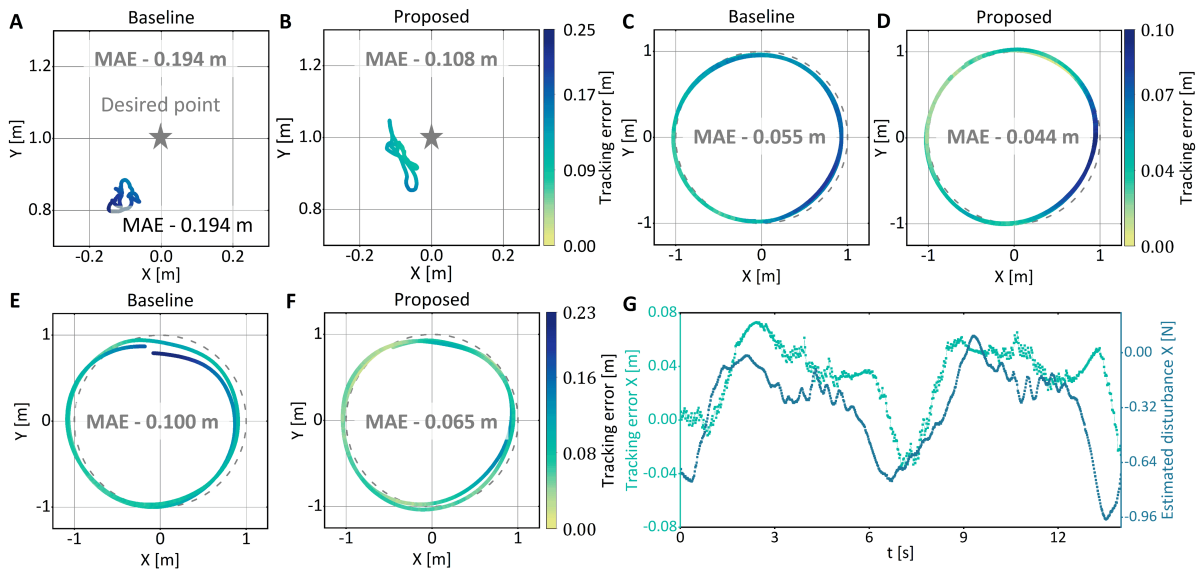 A
Baseline
MAE - 0.194 m
Desired point
MAE - 0.194 m
Y [m]
1.2
1.0
0.8
-0.2
0.0
0.2
X [m]
B
Proposed
MAE - 0.108 m
Y [m]
1.2
1.0
0.8
-0.2
0.0
0.2
X [m]
0.25
0.17
0.09
0.00
Tracking error [m]
C
Baseline
MAE - 0.055 m
Y [m]
1
0
-1
-1
0
1
X [m]
D
Proposed
MAE - 0.044 m
Y [m]
1
0
-1
-1
0
1
X [m]
0.10
0.07
0.04
0.00
Tracking error [m]
E
Baseline
MAE - 0.100 m
Y [m]
1
0
-1
-1
0
1
X [m]
F
Proposed
MAE - 0.065 m
Y [m]
1
0
-1
-1
0
1
X [m]
0.23
0.16
0.08
0.00
Tracking error [m]
G
Tracking error X [m]
0.08
0.04
0.00
-0.04
-0.08
0
3
6
9
12
t [s]
0.00
-0.32
-0.64
-0.96
Estimated disturbance X [N]